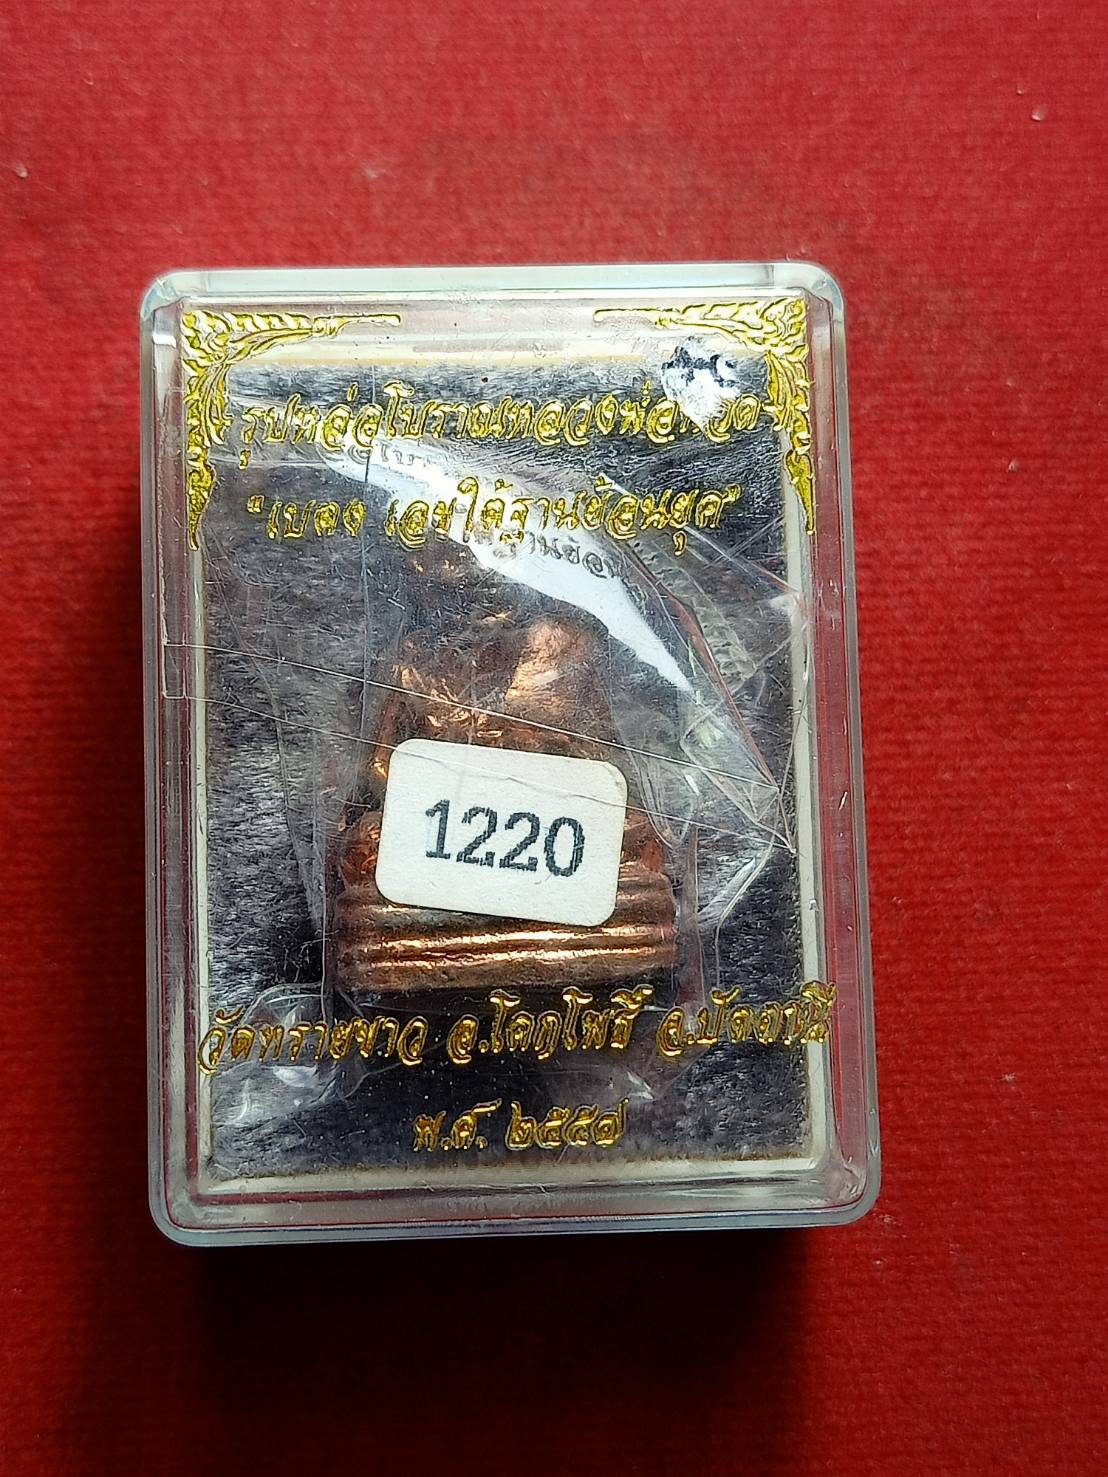 รูปหล่อโบราณหลวงพ่อทวด
"เบตง เลขใต้ฐานย้อนยุค"
1220
วัดทรายขาว อ.โคกโพธิ์ จ.ปัตตานี
พ.ศ. ๒๕๕๗